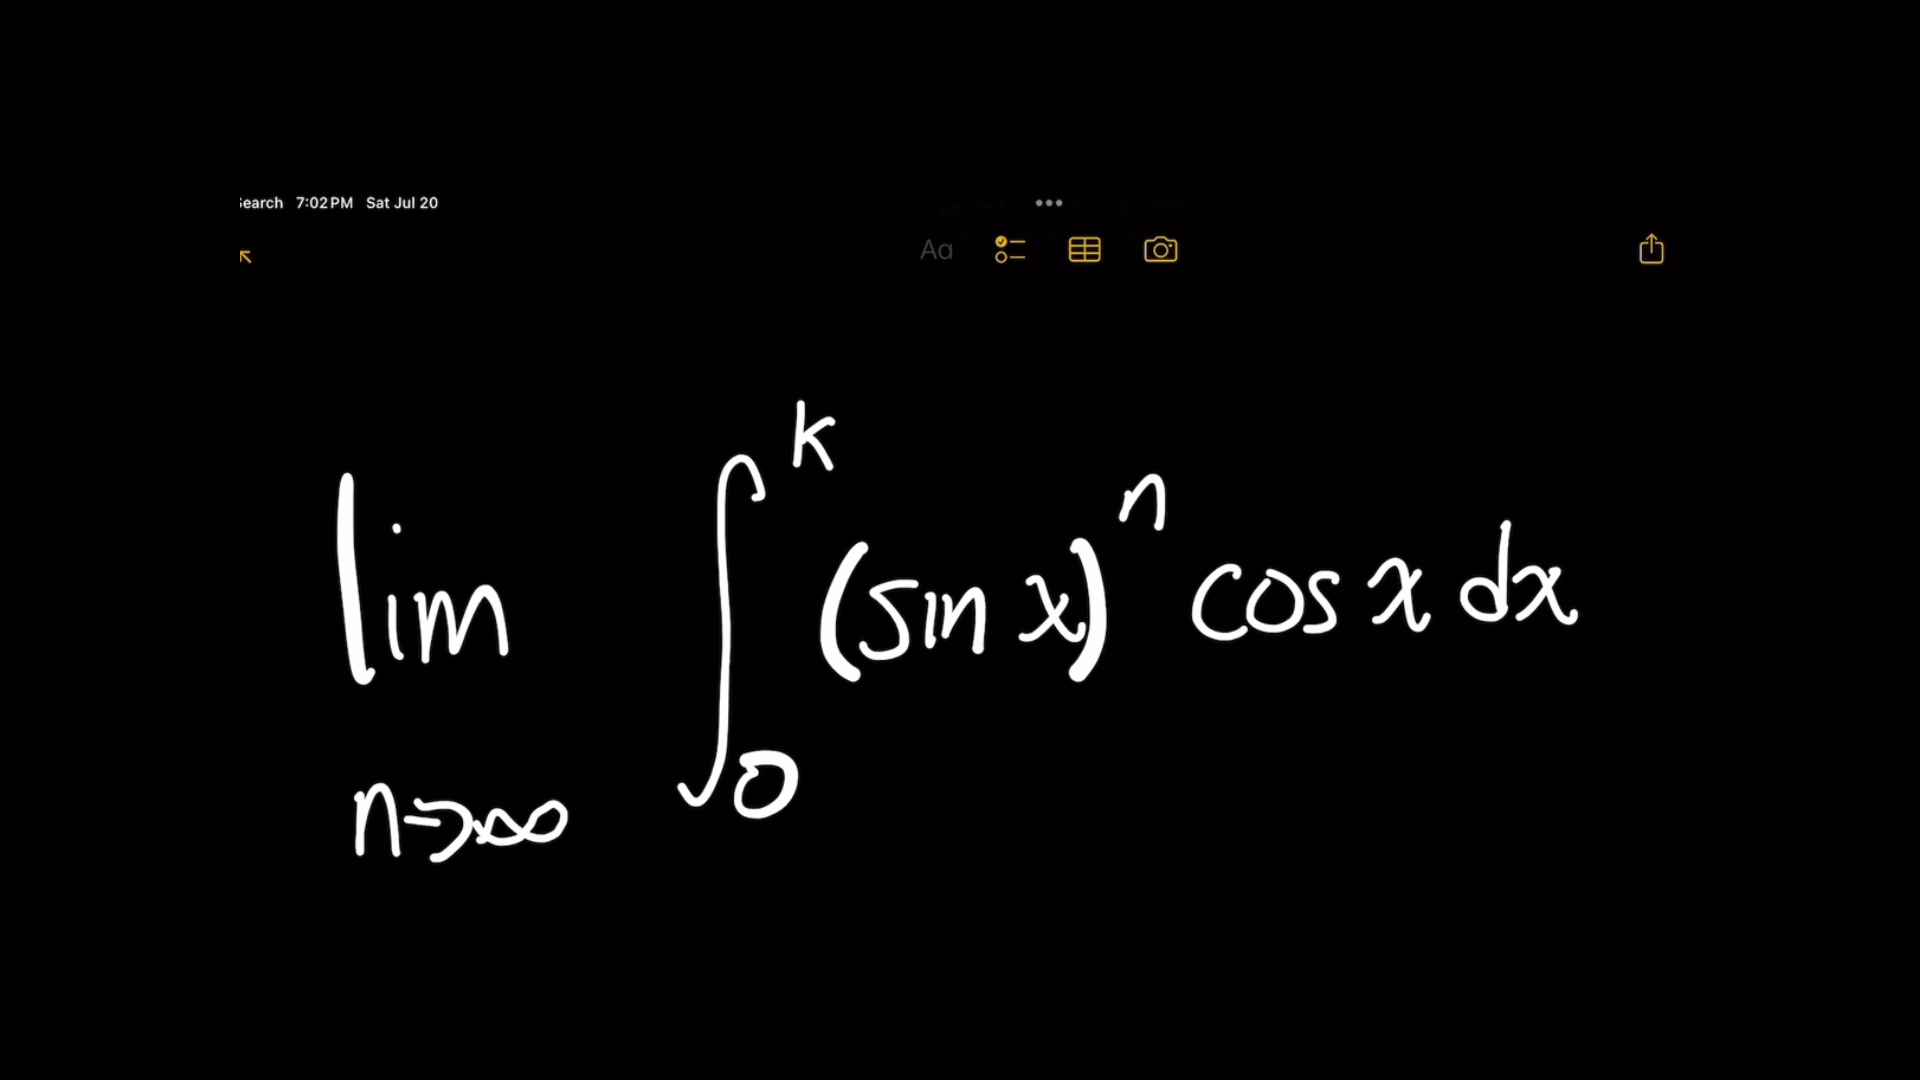 Search 7:02 PM Sat Jul 20
Aa
lim n→∞ ∫₀ᵏ (sin x)ⁿ cos x dx